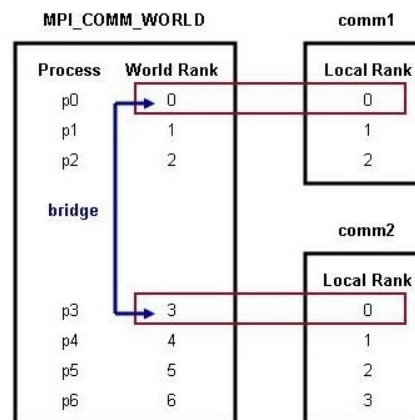 MPI_COMM_WORLD comm1
Process World Rank Local Rank
p0 0 0
p1 1 1
p2 2 2
bridge
comm2
Local Rank
p3 3 0
p4 4 1
p5 5 2
p6 6 3